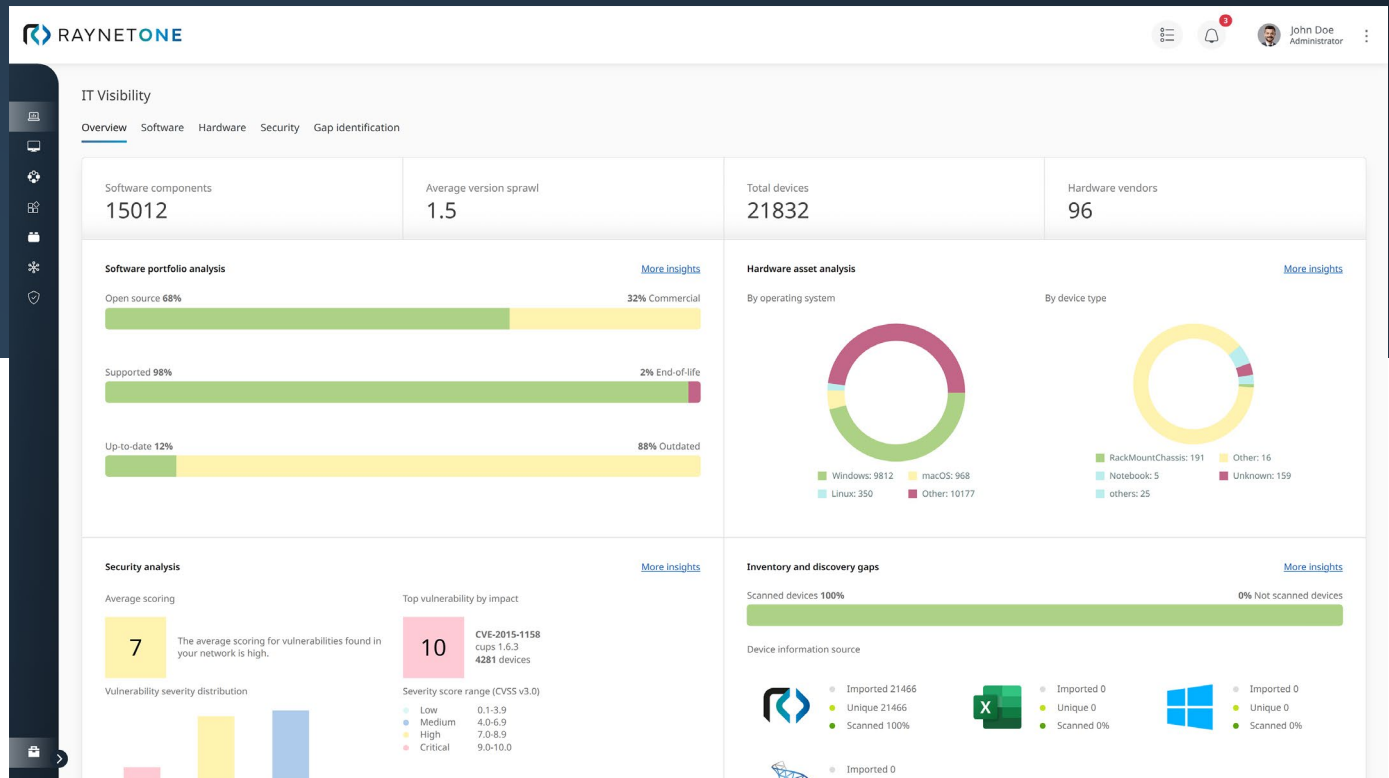 RAYNETONE
3
John Doe
Administrator
IT Visibility
Overview Software Hardware Security Gap identification
Software components
15012
Average version sprawl
1.5
Total devices
21832
Hardware vendors
96
Software portfolio analysis
More insights
Open source 68%
32% Commercial
Supported 98%
2% End-of-life
Up-to-date 12%
88% Outdated
Hardware asset analysis
More insights
By operating system
Windows: 9812
macOS: 968
Linux: 350
Other: 10177
By device type
RackMountChassis: 191
Other: 16
Notebook: 5
Unknown: 159
others: 25
Security analysis
More insights
Average scoring
7
The average scoring for vulnerabilities found in
your network is high.
Top vulnerability by impact
10
CVE-2015-1158
cups 1.6.3
4281 devices
Vulnerability severity distribution
Severity score range (CVSS v3.0)
Low 0.1-3.9
Medium 4.0-6.9
High 7.0-8.9
Critical 9.0-10.0
Inventory and discovery gaps
More insights
Scanned devices 100%
0% Not scanned devices
Device information source
Imported 21466
Unique 21466
Scanned 100%
X
Imported 0
Unique 0
Scanned 0%
Imported 0
Unique 0
Scanned 0%
Imported 0